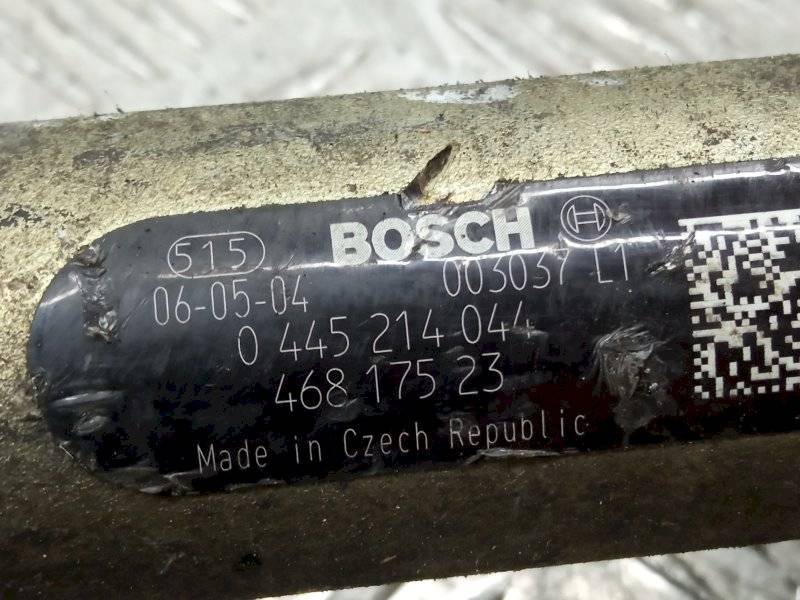 515 BOSCH
06-05-04 003037 L1
0 445 214 044
468 175 23
Made in Czech Republic